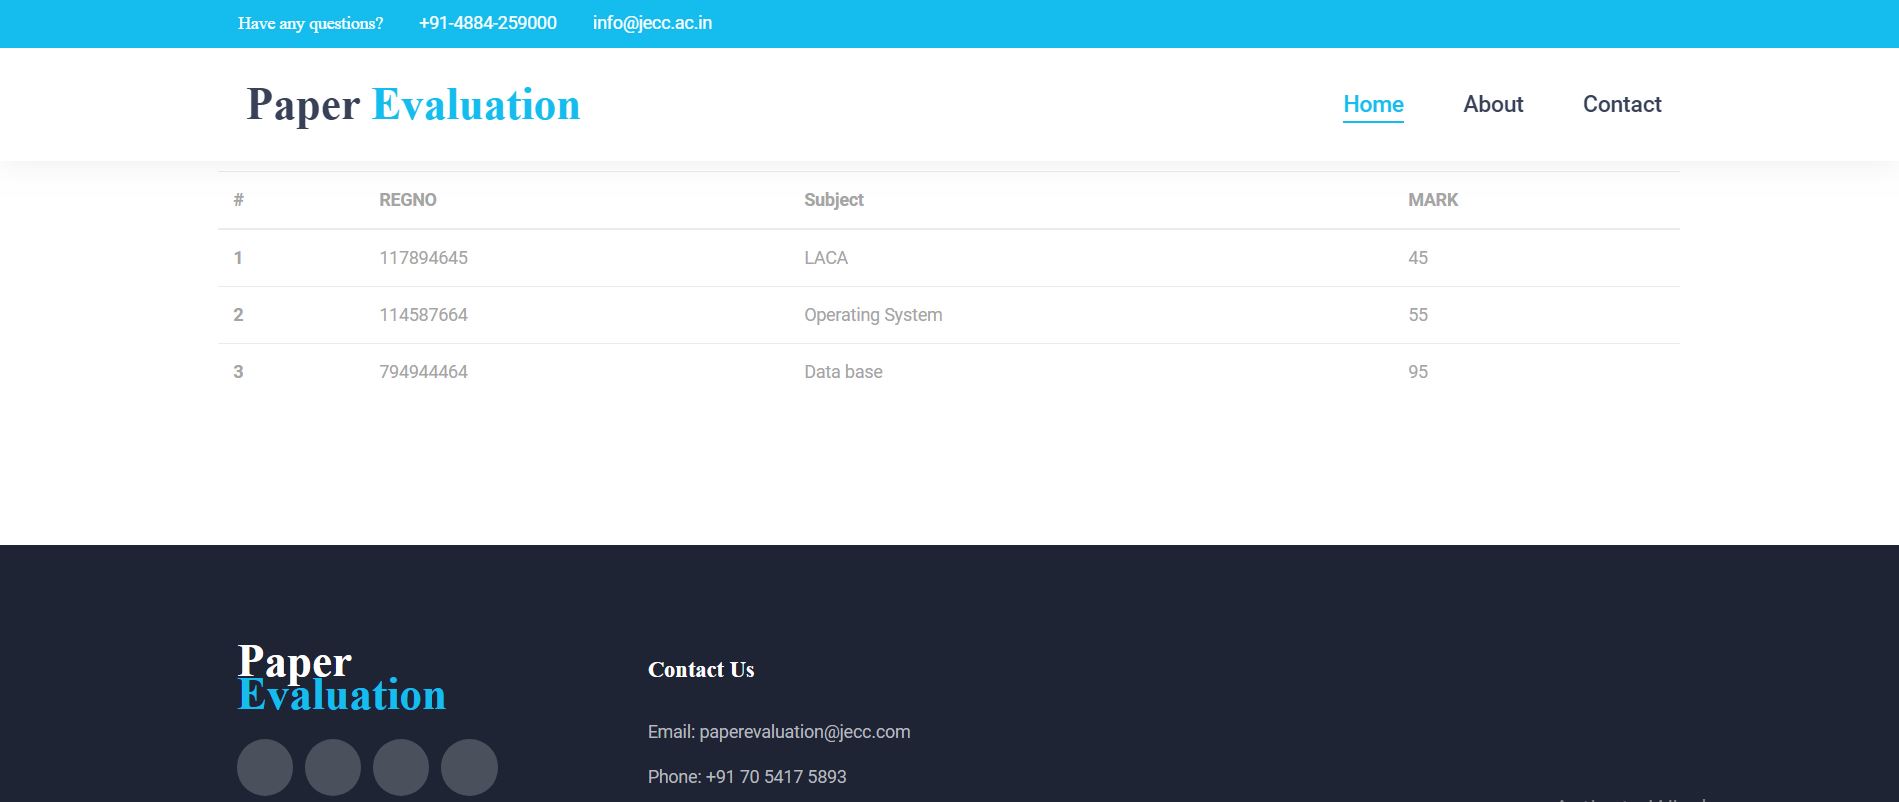 Have any questions? +91-4884-259000 info@jecc.ac.in
Paper Evaluation
Home About Contact
# REGNO Subject MARK
1 117894645 LACA 45
2 114587664 Operating System 55
3 794944464 Data base 95
Paper
Evaluation
Contact Us
Email: paperevaluation@jecc.com
Phone: +91 70 5417 5893